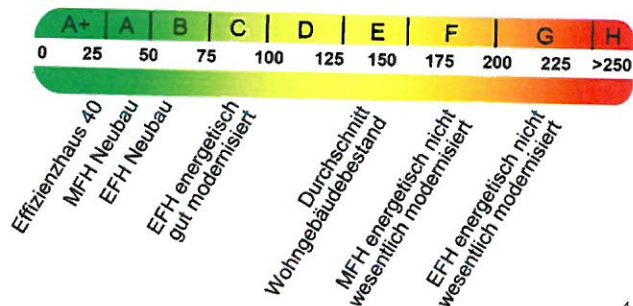 A+ A B C D E F G H
0 25 50 75 100 125 150 175 200 225 >250
Effizienzhaus 40
MFH Neubau
EFH Neubau
EFH energetisch
gut modernisiert
Durchschnitt
Wohngebäudebestand
MFH energetisch nicht
wesentlich modernisiert
EFH energetisch nicht
wesentlich modernisiert